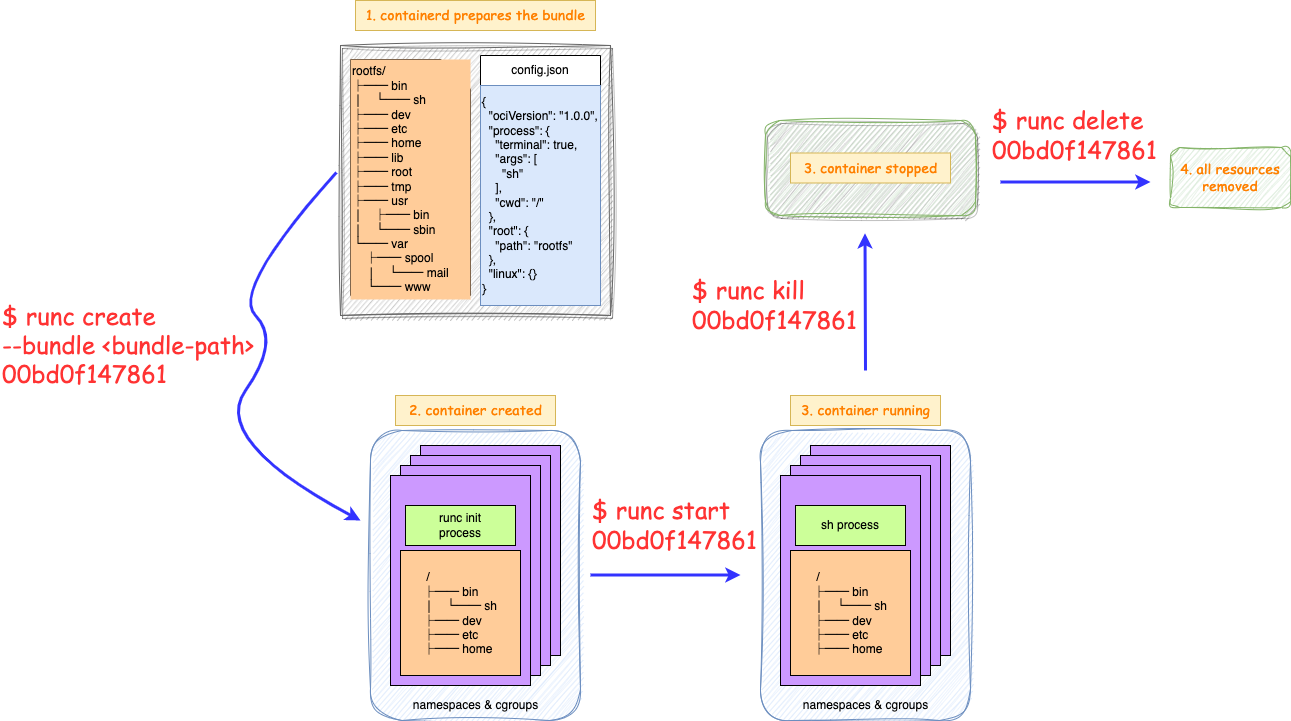 1. containerd prepares the bundle
rootfs/
├── bin
│   └── sh
├── dev
├── etc
├── home
├── lib
├── root
├── tmp
├── usr
│   ├── bin
│   └── sbin
└── var
    ├── spool
    │   └── mail
    └── www
config.json
{
"ociVersion": "1.0.0",
"process": {
"terminal": true,
"args": [
"sh"
],
"cwd": "/"
},
"root": {
"path": "rootfs"
},
"linux": {}
}
$ runc create
--bundle <bundle-path>
00bd0f147861
2. container created
runc init
process
/
├── bin
│   └── sh
├── dev
├── etc
├── home
namespaces & cgroups
$ runc start
00bd0f147861
3. container running
sh process
/
├── bin
│   └── sh
├── dev
├── etc
├── home
namespaces & cgroups
$ runc kill
00bd0f147861
3. container stopped
$ runc delete
00bd0f147861
4. all resources
removed